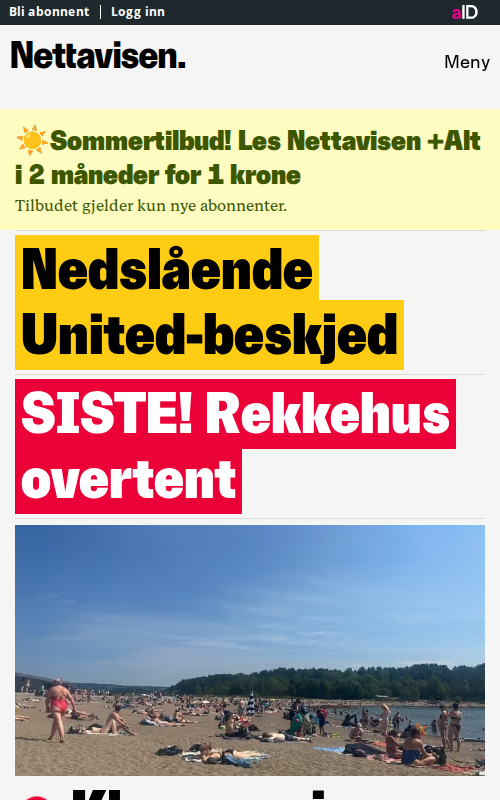 Bli abonnent | Logg inn
aID
Nettavisen.
Meny
☀️Sommertilbud! Les Nettavisen +Alt
i 2 måneder for 1 krone
Tilbudet gjelder kun nye abonnenter.
Nedslående
United-beskjed
SISTE! Rekkehus
overtent